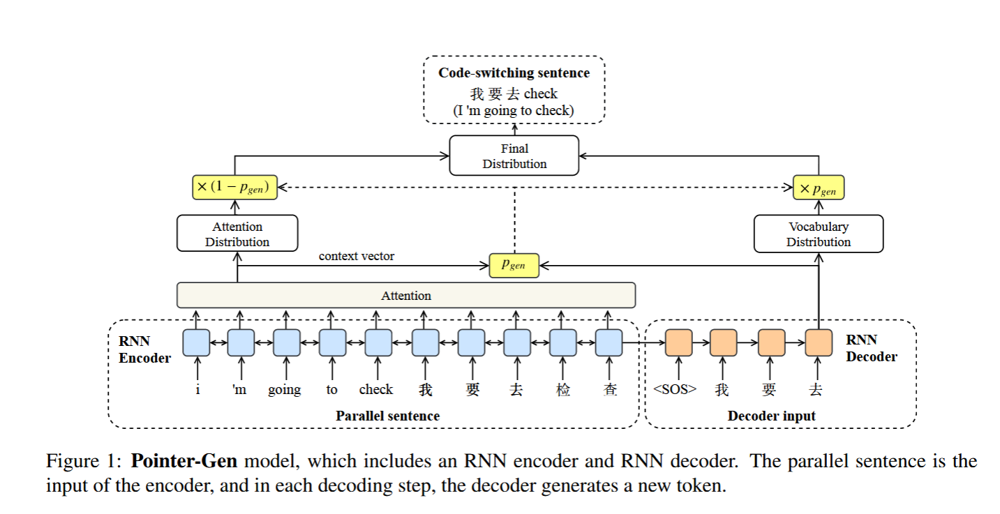 Code-switching sentence
我 要 去 check
(I 'm going to check)
Final
Distribution
× (1 − p_gen)
× p_gen
Attention
Distribution
Vocabulary
Distribution
context vector
p_gen
Attention
RNN
Encoder
RNN
Decoder
i 'm going to check 我 要 去 检 查
<SOS> 我 要 去
Parallel sentence
Decoder input
Figure 1: Pointer-Gen model, which includes an RNN encoder and RNN decoder. The parallel sentence is the
input of the encoder, and in each decoding step, the decoder generates a new token.